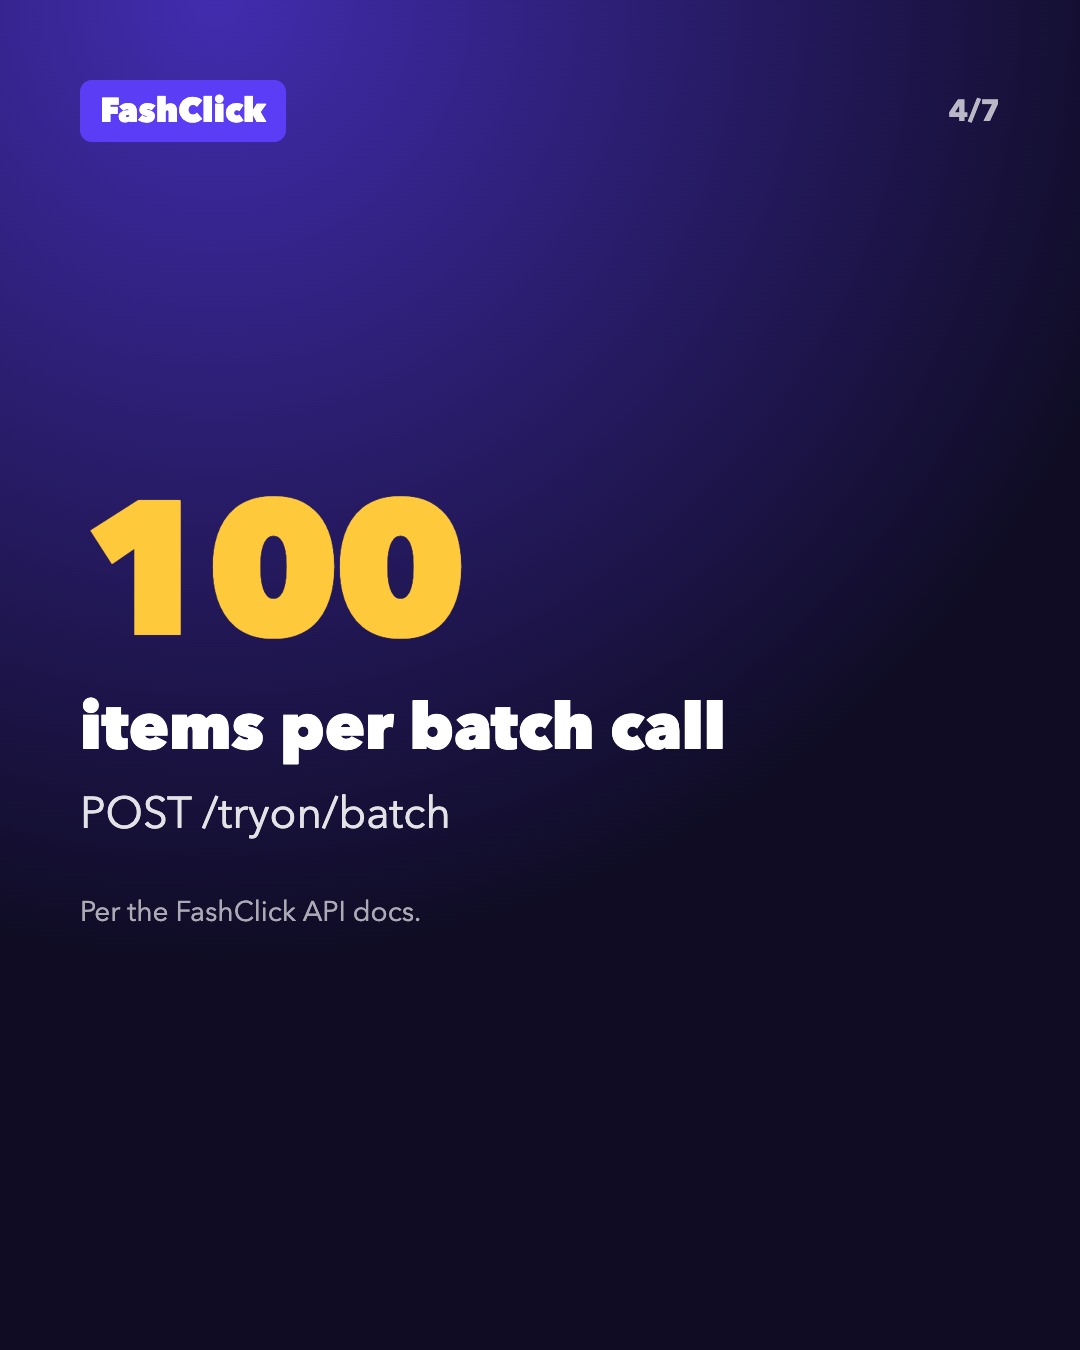 FashClick
4/7
100
items per batch call
POST /tryon/batch
Per the FashClick API docs.